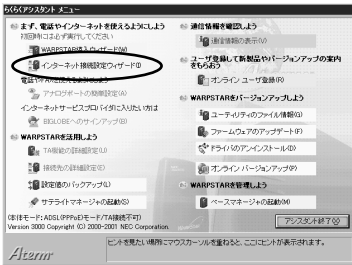 らくらくアシスタント メニュー
まず、電話やインターネットを使えるようにしよう
初回時には必ず実行してください
WARPSTAR導入ウィザード(W)
インターネット接続設定ウィザード(I)
電話やFAXを使えるようにしよう
アナログポートの初期設定(A)
インターネットサービスプロバイダに入りたい方は
BIGLOBEへのサインアップ(B)
WARPSTARを活用しよう
TA機能の詳細設定(U)
接続先の詳細設定(E)
設定値のバックアップ(L)
サテライトマネージャの起動(S)
通信情報を確認しよう
通信情報の表示(V)
ユーザ登録して新製品やバージョンアップの案内をもらおう
オンライン ユーザ登録(R)
WARPSTARをバージョンアップしよう
ユーティリティのファイル情報(G)
ファームウェアのアップデート(F)
ドライバのアンインストール(D)
オンライン バージョンアップ(P)
WARPSTARを管理しよう
ベースマネージャの起動(M)
(本体モード:ADSL(PPPoE)モード/TA接続不可)
Version 3000 Copyright (C) 2000-2001 NEC Corporation.
アシスタント終了(X)
Aterm
ヒントを見たい場所にマウスカーソルを重ねると、ここにヒントが表示されます。